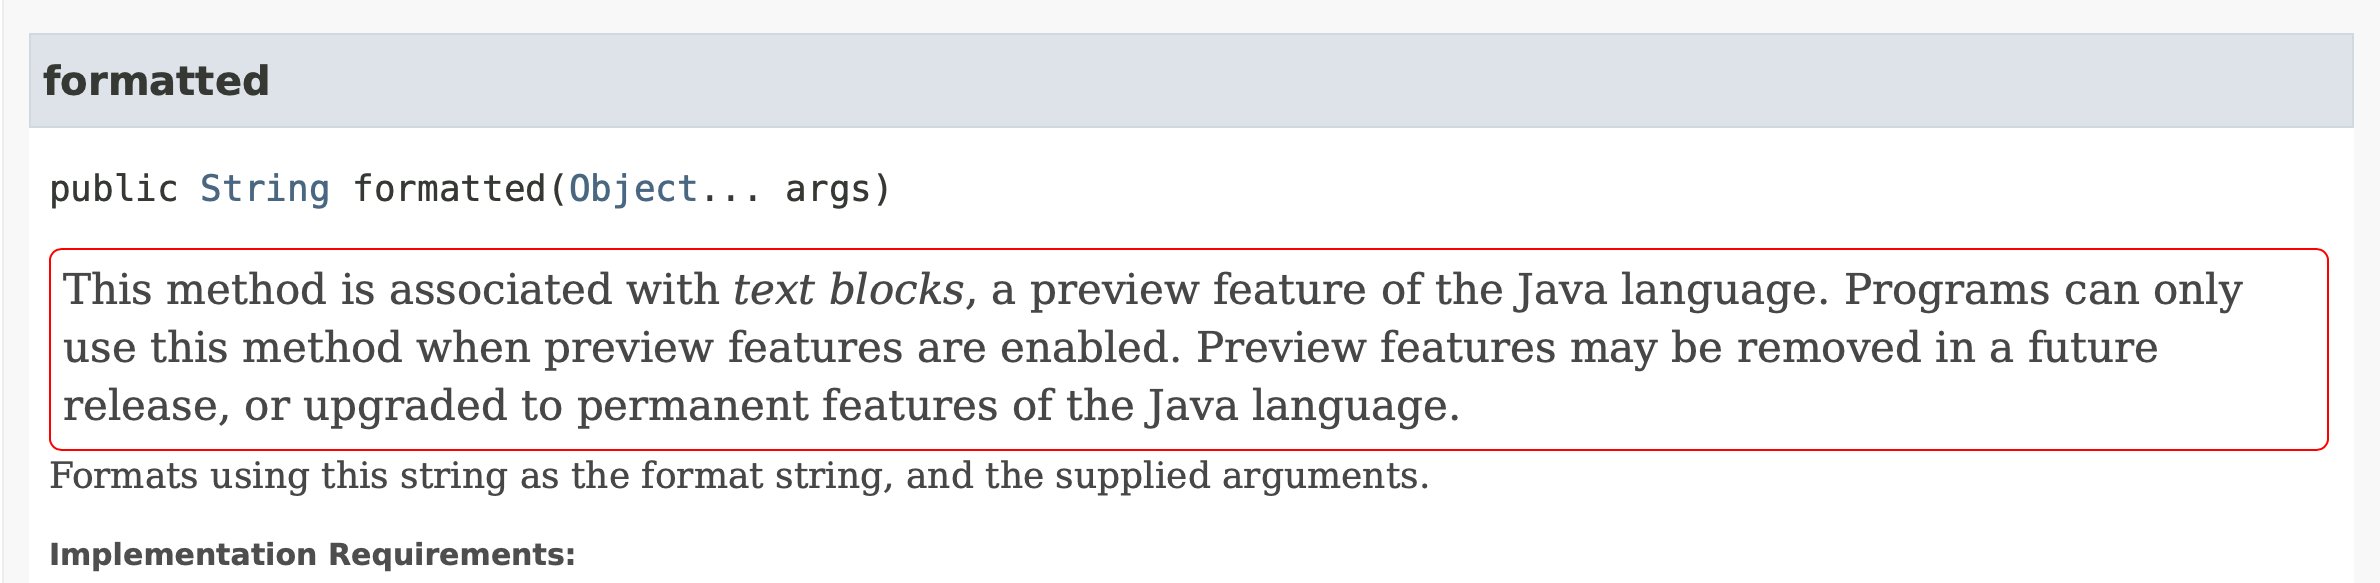 formatted
public String formatted(Object... args)
This method is associated with text blocks, a preview feature of the Java language. Programs can only
use this method when preview features are enabled. Preview features may be removed in a future
release, or upgraded to permanent features of the Java language.
Formats using this string as the format string, and the supplied arguments.
Implementation Requirements: